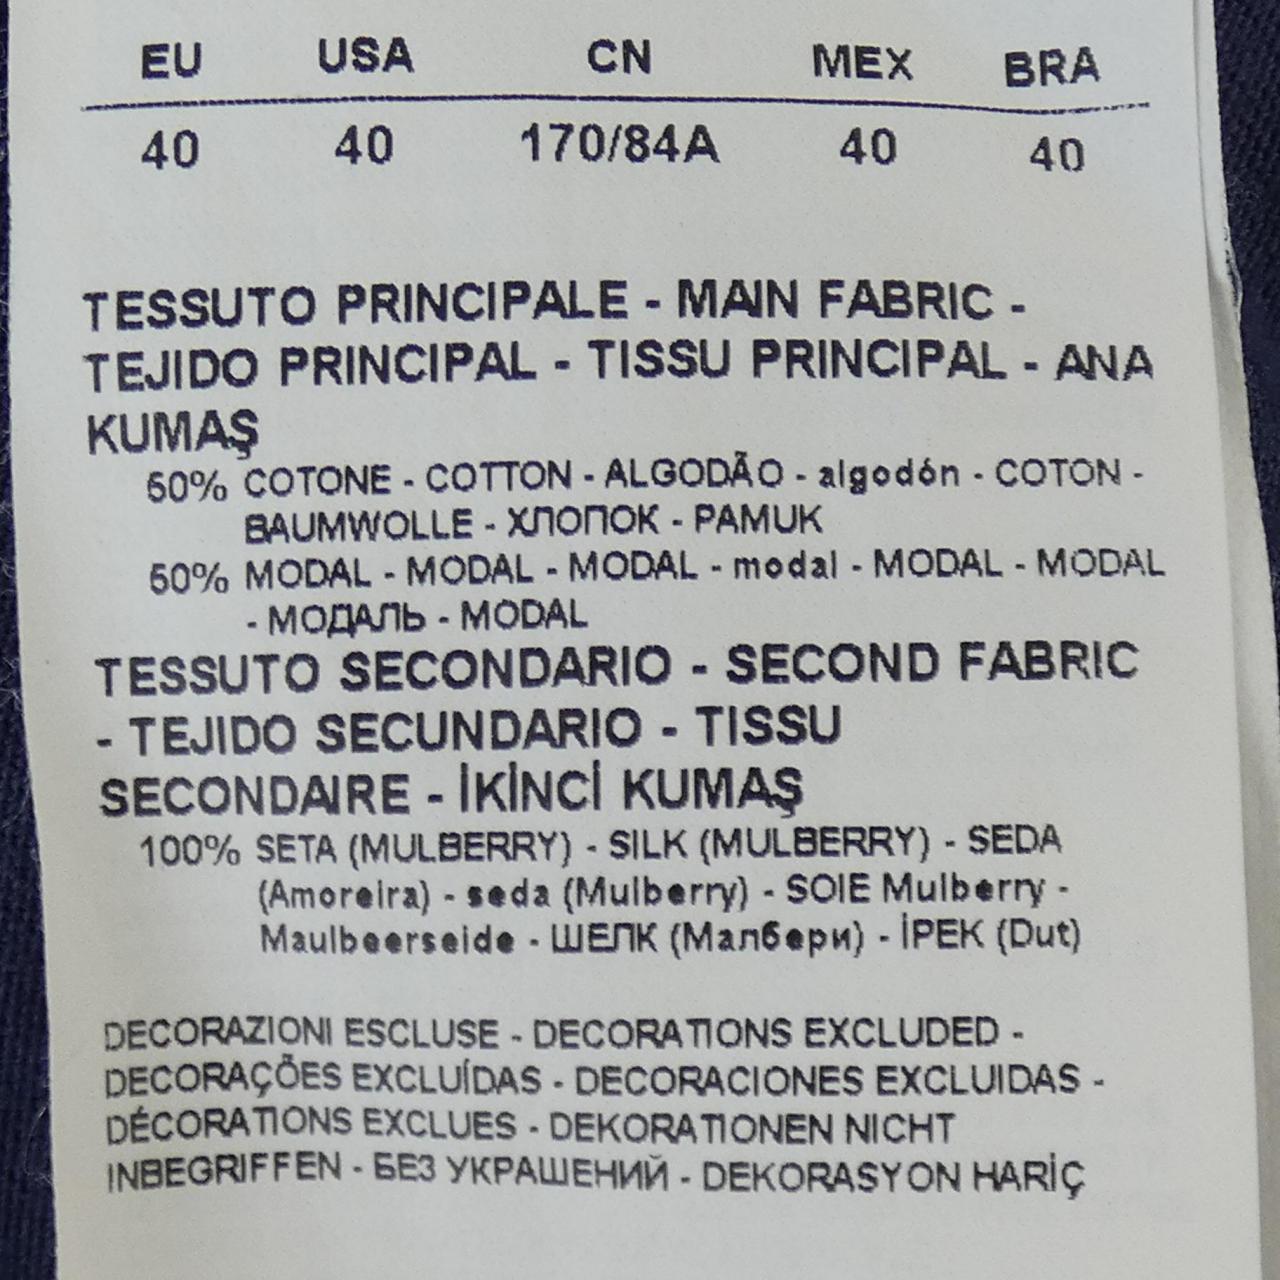 EU USA CN MEX BRA
40 40 170/84A 40 40
TESSUTO PRINCIPALE - MAIN FABRIC -
TEJIDO PRINCIPAL - TISSU PRINCIPAL - ANA
KUMAŞ
50% COTONE - COTTON - ALGODÃO - algodón - COTON -
BAUMWOLLE - ХЛОПОК - PAMUK
50% MODAL - MODAL - MODAL - modal - MODAL - MODAL
- МОДАЛЬ - MODAL
TESSUTO SECONDARIO - SECOND FABRIC
- TEJIDO SECUNDARIO - TISSU
SECONDAIRE - İKİNCİ KUMAŞ
100% SETA (MULBERRY) - SILK (MULBERRY) - SEDA
(Amoreira) - seda (Mulberry) - SOIE Mulberry -
Maulbeerseide - ШЕЛК (Малбери) - İPEK (Dut)
DECORAZIONI ESCLUSE - DECORATIONS EXCLUDED -
DECORAÇÕES EXCLUÍDAS - DECORACIONES EXCLUIDAS -
DÉCORATIONS EXCLUES - DEKORATIONEN NICHT
INBEGRIFFEN - БЕЗ УКРАШЕНИЙ - DEKORASYON HARİÇ